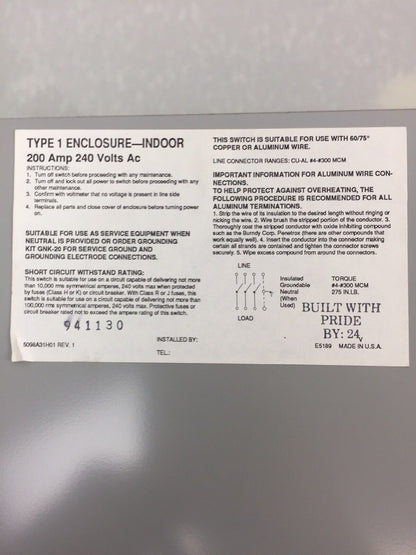 TYPE 1 ENCLOSURE—INDOOR
200 Amp 240 Volts Ac
INSTRUCTIONS:
1. Turn off switch before proceeding with any maintenance.
2. Turn off and lock out all power to switch before proceeding with any
other maintenance.
3. Confirm with voltmeter that no voltage is present in line side
terminals.
4. Replace all parts and close cover of enclosure before turning power
on.
SUITABLE FOR USE AS SERVICE EQUIPMENT WHEN
NEUTRAL IS PROVIDED OR ORDER GROUNDING
KIT GNK-20 FOR SERVICE GROUND AND
GROUNDING ELECTRODE CONNECTIONS.
SHORT CIRCUIT WITHSTAND RATING:
This switch is suitable for use on a circuit capable of delivering not more
than 10,000 rms symmetrical amperes, 240 volts max when protected
by fuses (Class H or K) or circuit breaker. With Class R or J fuses, this
switch is suitable for use on a circuit capable of delivering not more than
100,000 rms symmetrical amperes, 240 volts max. Protective fuses or
circuit breaker rated not to exceed the ampere rating of this switch.
941130
5098A31H01 REV. 1
INSTALLED BY:
TEL.:
THIS SWITCH IS SUITABLE FOR USE WITH 60/75°
COPPER OR ALUMINUM WIRE.
LINE CONNECTOR RANGES: CU-AL #4-#300 MCM
IMPORTANT INFORMATION FOR ALUMINUM WIRE CON-
NECTIONS.
TO HELP PROTECT AGAINST OVERHEATING, THE
FOLLOWING PROCEDURE IS RECOMMENDED FOR ALL
ALUMINUM TERMINATIONS.
1. Strip the wire of its insulation to the desired length without ringing or
nicking the wire. 2. Wire brush the stripped portion of the conductor. 3.
Thoroughly coat the stripped conductor with oxide inhibiting compound
such as the Burndy Corp. Penetrox (there are other compounds that
work equally well). 4. Insert the conductor into the connector making
certain all strands are contained and tighten the connector screws
securely. 5. Wipe excess compound from around the connectors.
LINE
LOAD
Insulated
Groundable
Neutral
(When
Used)
TORQUE
#4-#300 MCM
275 IN.LB.
BUILT WITH
PRIDE
BY: 24
E5189 MADE IN U.S.A.